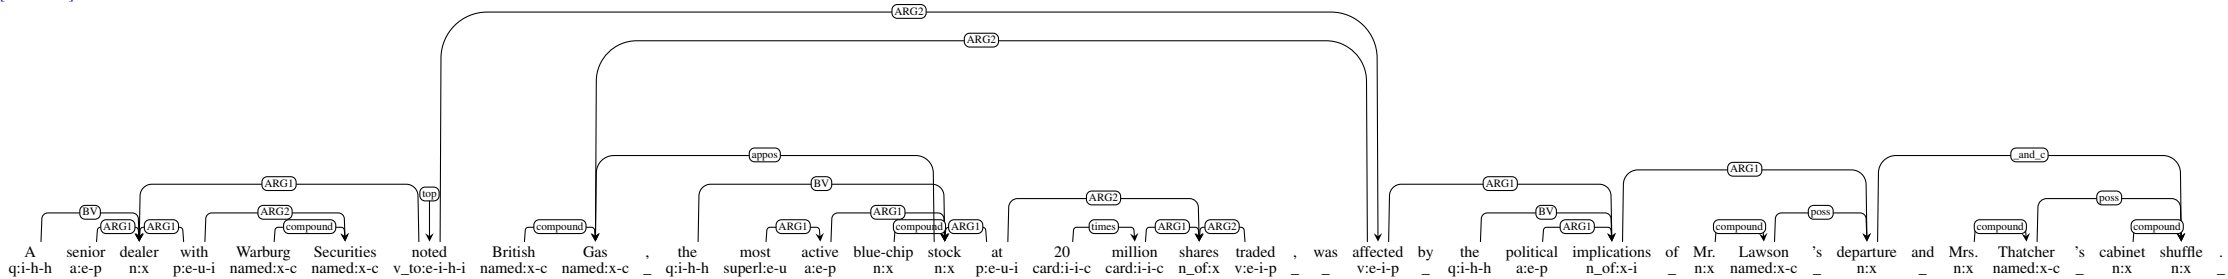 ARG2
ARG2
appos
ARG1 top BV ARG2 ARG1 ARG1 _and_c
BV ARG2 ARG1 BV poss poss
ARG1 ARG1 compound compound ARG1 compound ARG1 times ARG1 ARG2 ARG1 compound compound compound
A senior dealer with Warburg Securities noted British Gas , the most active blue-chip stock at 20 million shares traded , was affected by the political implications of Mr. Lawson 's departure and Mrs. Thatcher 's cabinet shuffle .
q:i-h-h a:e-p n:x p:e-u-i named:x-c named:x-c v_to:e-i-h-i named:x-c named:x-c _ q:i-h-h superl:e-u a:e-p n:x n:x p:e-u-i card:i-i-c card:i-i-c n_of:x v:e-i-p _ _ v:e-i-p _ q:i-h-h a:e-p n_of:x-i _ n:x named:x-c _ n:x _ n:x named:x-c _ n:x n:x _